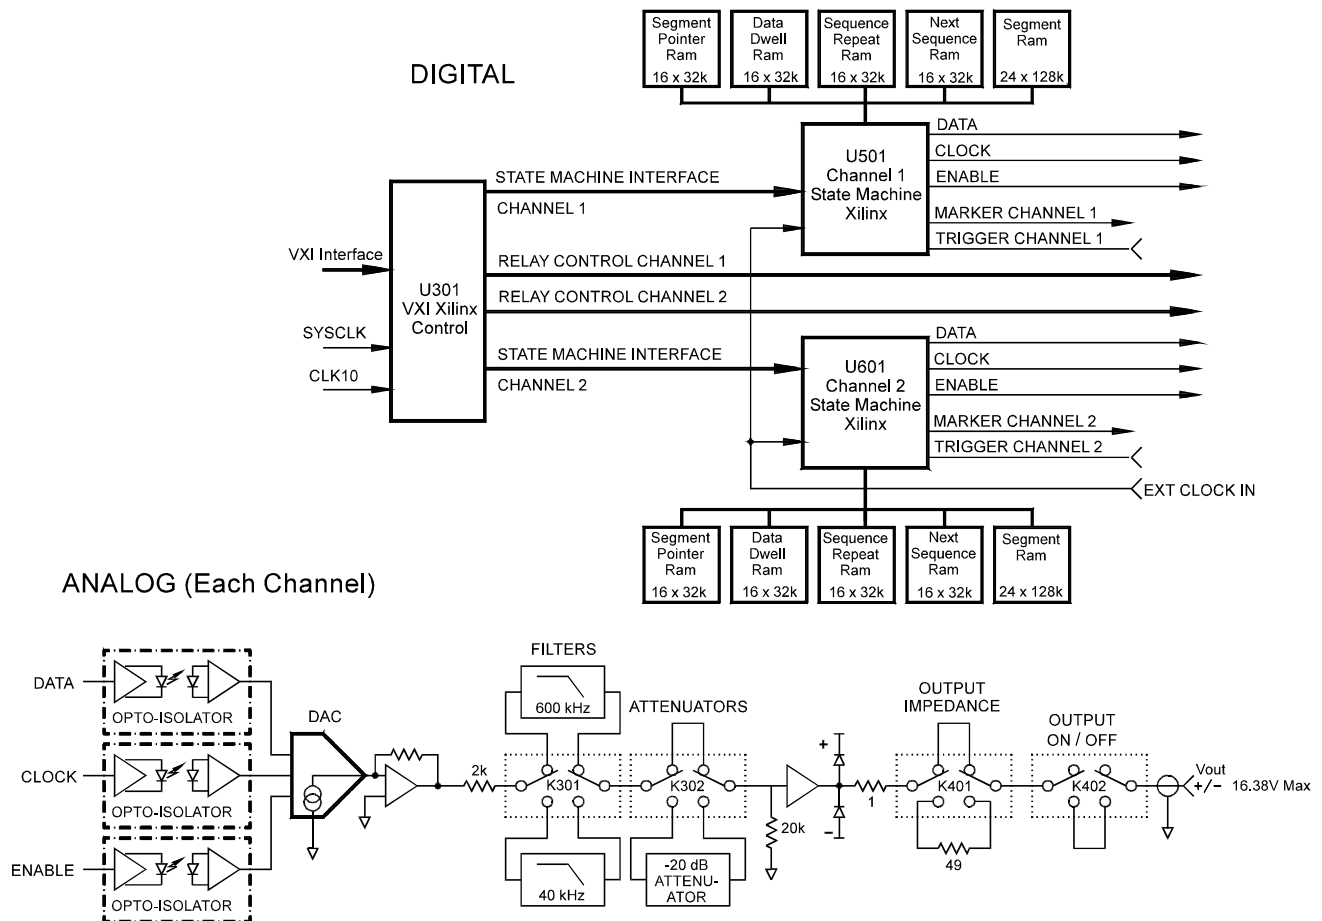 Segment
Pointer
Ram
16 x 32k
Data
Dwell
Ram
16 x 32k
Sequence
Repeat
Ram
16 x 32k
Next
Sequence
Ram
16 x 32k
Segment
Ram
24 x 128k
DIGITAL
U501
Channel 1
State Machine
Xilinx
DATA
CLOCK
ENABLE
MARKER CHANNEL 1
TRIGGER CHANNEL 1
STATE MACHINE INTERFACE
CHANNEL 1
VXI Interface
SYSCLK
CLK10
U301
VXI Xilinx
Control
RELAY CONTROL CHANNEL 1
RELAY CONTROL CHANNEL 2
STATE MACHINE INTERFACE
CHANNEL 2
U601
Channel 2
State Machine
Xilinx
DATA
CLOCK
ENABLE
MARKER CHANNEL 2
TRIGGER CHANNEL 2
EXT CLOCK IN
Segment
Pointer
Ram
16 x 32k
Data
Dwell
Ram
16 x 32k
Sequence
Repeat
Ram
16 x 32k
Next
Sequence
Ram
16 x 32k
Segment
Ram
24 x 128k
ANALOG (Each Channel)
DATA
OPTO-ISOLATOR
CLOCK
OPTO-ISOLATOR
ENABLE
OPTO-ISOLATOR
DAC
2k
FILTERS
600 kHz
K301
40 kHz
ATTENUATORS
K302
-20 dB
ATTENU-
ATOR
20k
+
−
1
OUTPUT
IMPEDANCE
K401
49
OUTPUT
ON / OFF
K402
Vout
+/− 16.38V Max